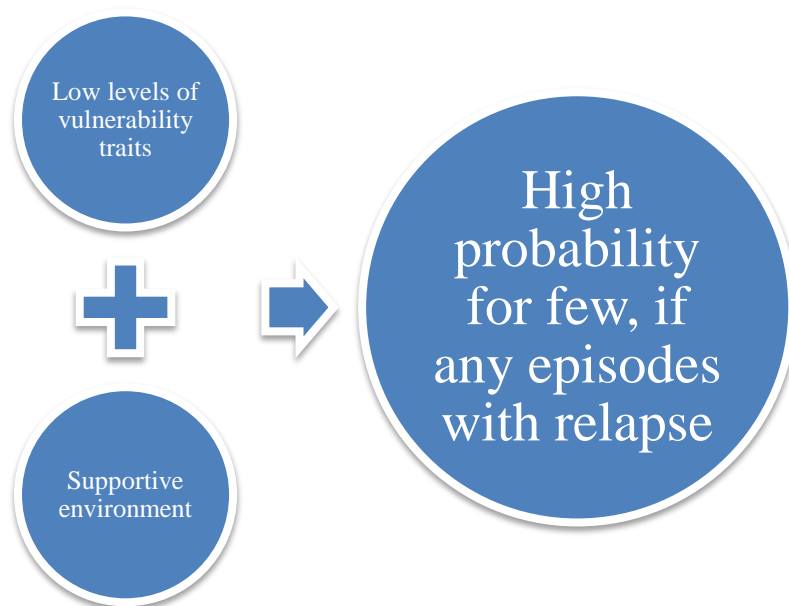 Low levels of
vulnerability
traits
Supportive
environment
High
probability
for few, if
any episodes
with relapse